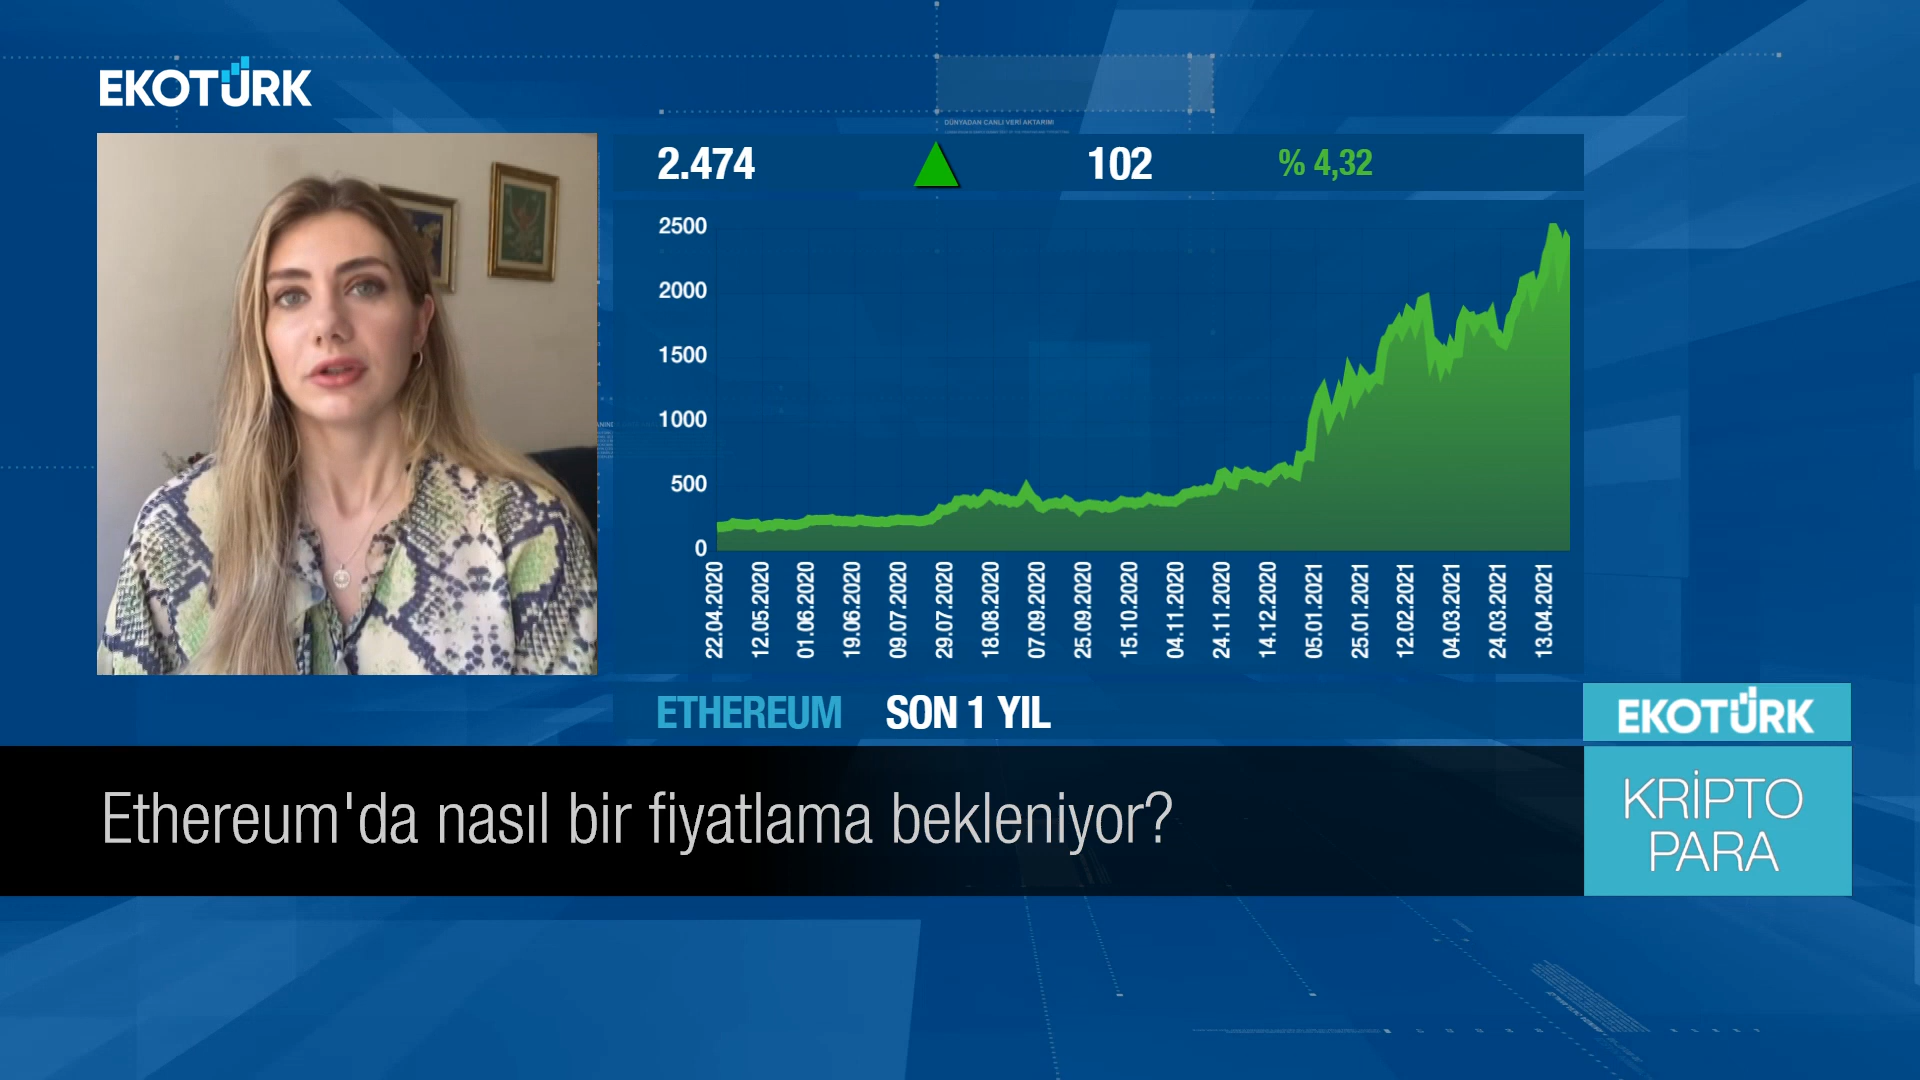 EKOTÜRK
DÜNYADAN CANLI VERİ AKTARIMI
2.474 102 % 4,32
2500
2000
1500
1000
500
0
22.04.2020 12.05.2020 01.06.2020 19.06.2020 09.07.2020 29.07.2020 18.08.2020 07.09.2020 25.09.2020 15.10.2020 04.11.2020 24.11.2020 14.12.2020 05.01.2021 25.01.2021 12.02.2021 04.03.2021 24.03.2021 13.04.2021
ETHEREUM SON 1 YIL
EKOTÜRK
Ethereum'da nasıl bir fiyatlama bekleniyor?
KRİPTO
PARA